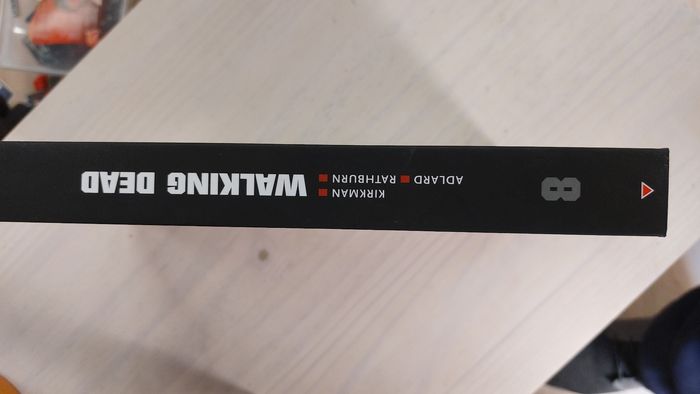 WALKING DEAD
KIRKMAN
ADLARD RATHBURN
8